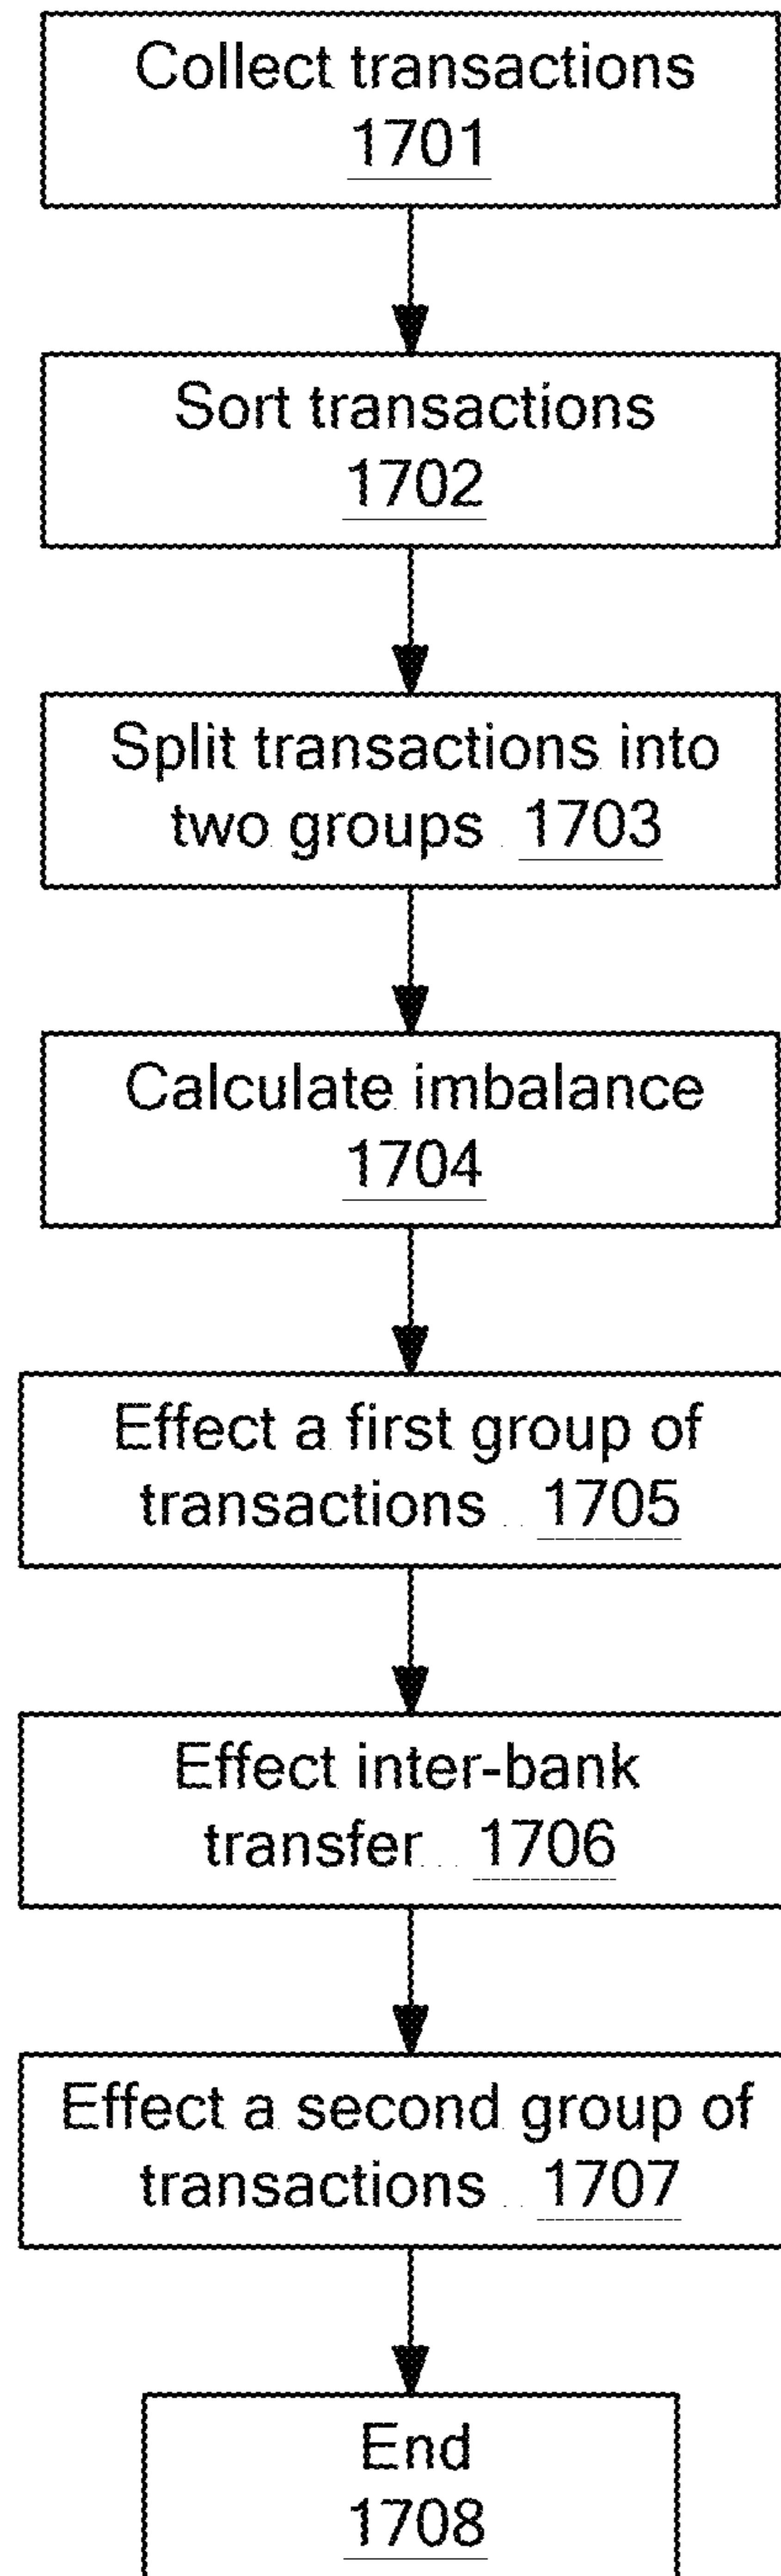 Collect transactions
1701
Sort transactions
1702
Split transactions into
two groups 1703
Calculate imbalance
1704
Effect a first group of
transactions 1705
Effect inter-bank
transfer 1706
Effect a second group of
transactions 1707
End
1708